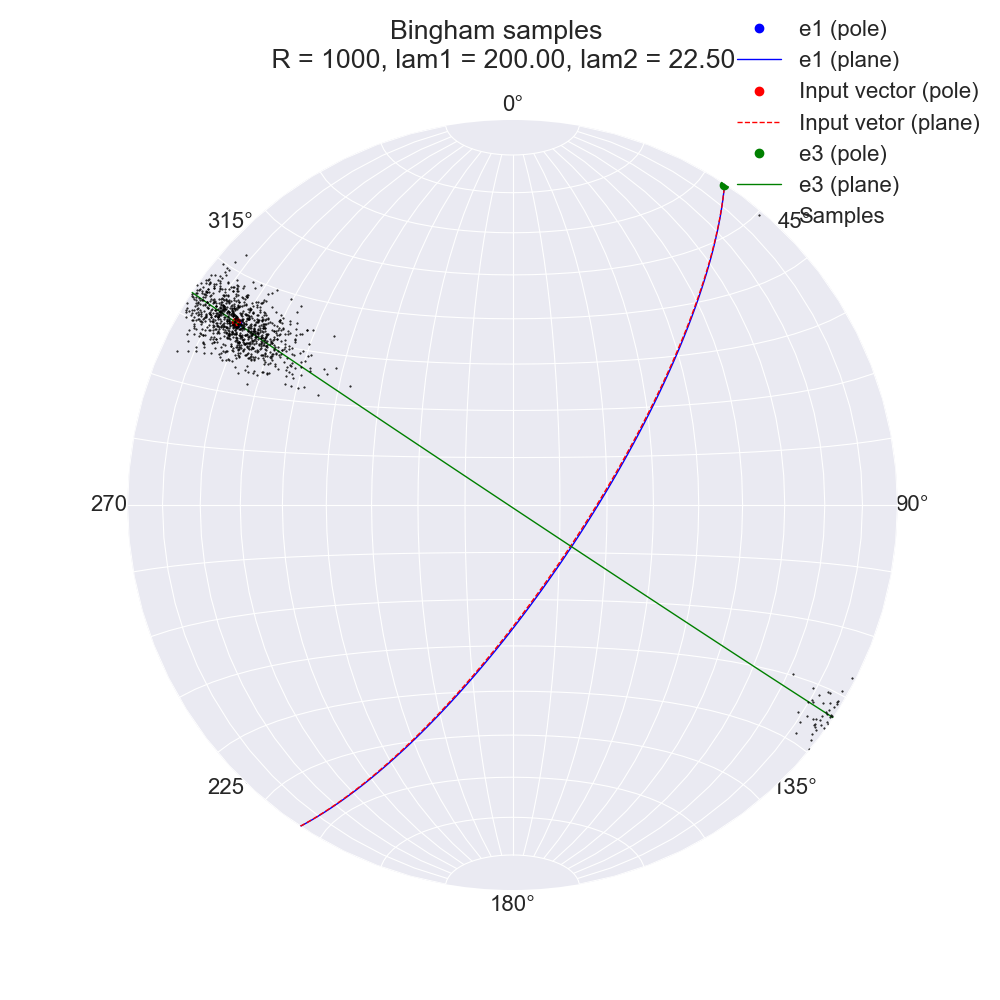 Bingham samples
R = 1000, lam1 = 200.00, lam2 = 22.50
e1 (pole)
e1 (plane)
Input vector (pole)
Input vetor (plane)
e3 (pole)
e3 (plane)
Samples
0°
45°
90°
135°
180°
225
270
315°